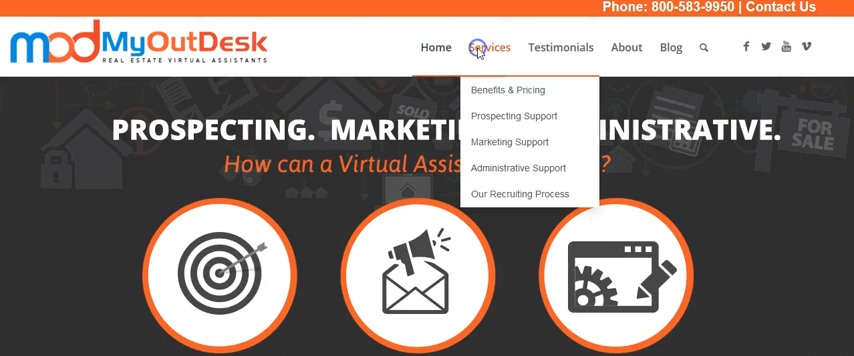 Phone: 800-583-9950 | Contact Us
mod MyOutDesk
REAL ESTATE VIRTUAL ASSISTANTS
Home Services Testimonials About Blog
Benefits & Pricing
Prospecting Support
Marketing Support
Administrative Support
Our Recruiting Process
SOLD
FOR SALE
PROSPECTING. MARKETI INISTRATIVE.
How can a Virtual Assis ?